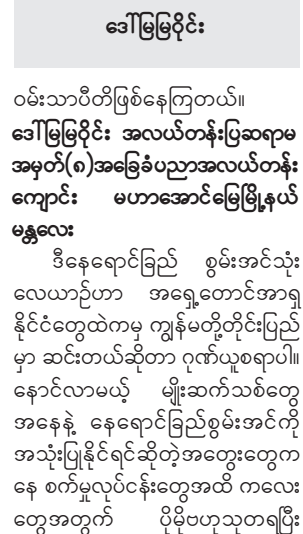 ဒေါ်မြမြဝိုင်း
ဝမ်းသာပီတိဖြစ်နေကြတယ်။
ဒေါ်မြမြဝိုင်း အလယ်တန်းပြဆရာမ
အမှတ်(၈)အခြေခံပညာအလယ်တန်း
ကျောင်း မဟာအောင်မြေမြို့နယ်
မန္တလေး
ဒီနေရောင်ခြည် စွမ်းအင်သုံး
လေယာဉ်ဟာ အရှေ့တောင်အာရှ
နိုင်ငံတွေထဲကမှ ကျွန်မတို့တိုင်းပြည်
မှာ ဆင်းတယ်ဆိုတာ ဂုဏ်ယူစရာပါ။
နောင်လာမယ့် မျိုးဆက်သစ်တွေ
အနေနဲ့ နေရောင်ခြည်စွမ်းအင်ကို
အသုံးပြုနိုင်ရင်ဆိုတဲ့အတွေးတွေက
နေ စက်မှုလုပ်ငန်းတွေအထိ ကလေး
တွေအတွက် ပိုမိုဗဟုသုတရပြီး